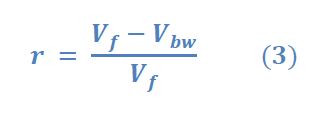 r = (V_f − V_bw) / V_f (3)